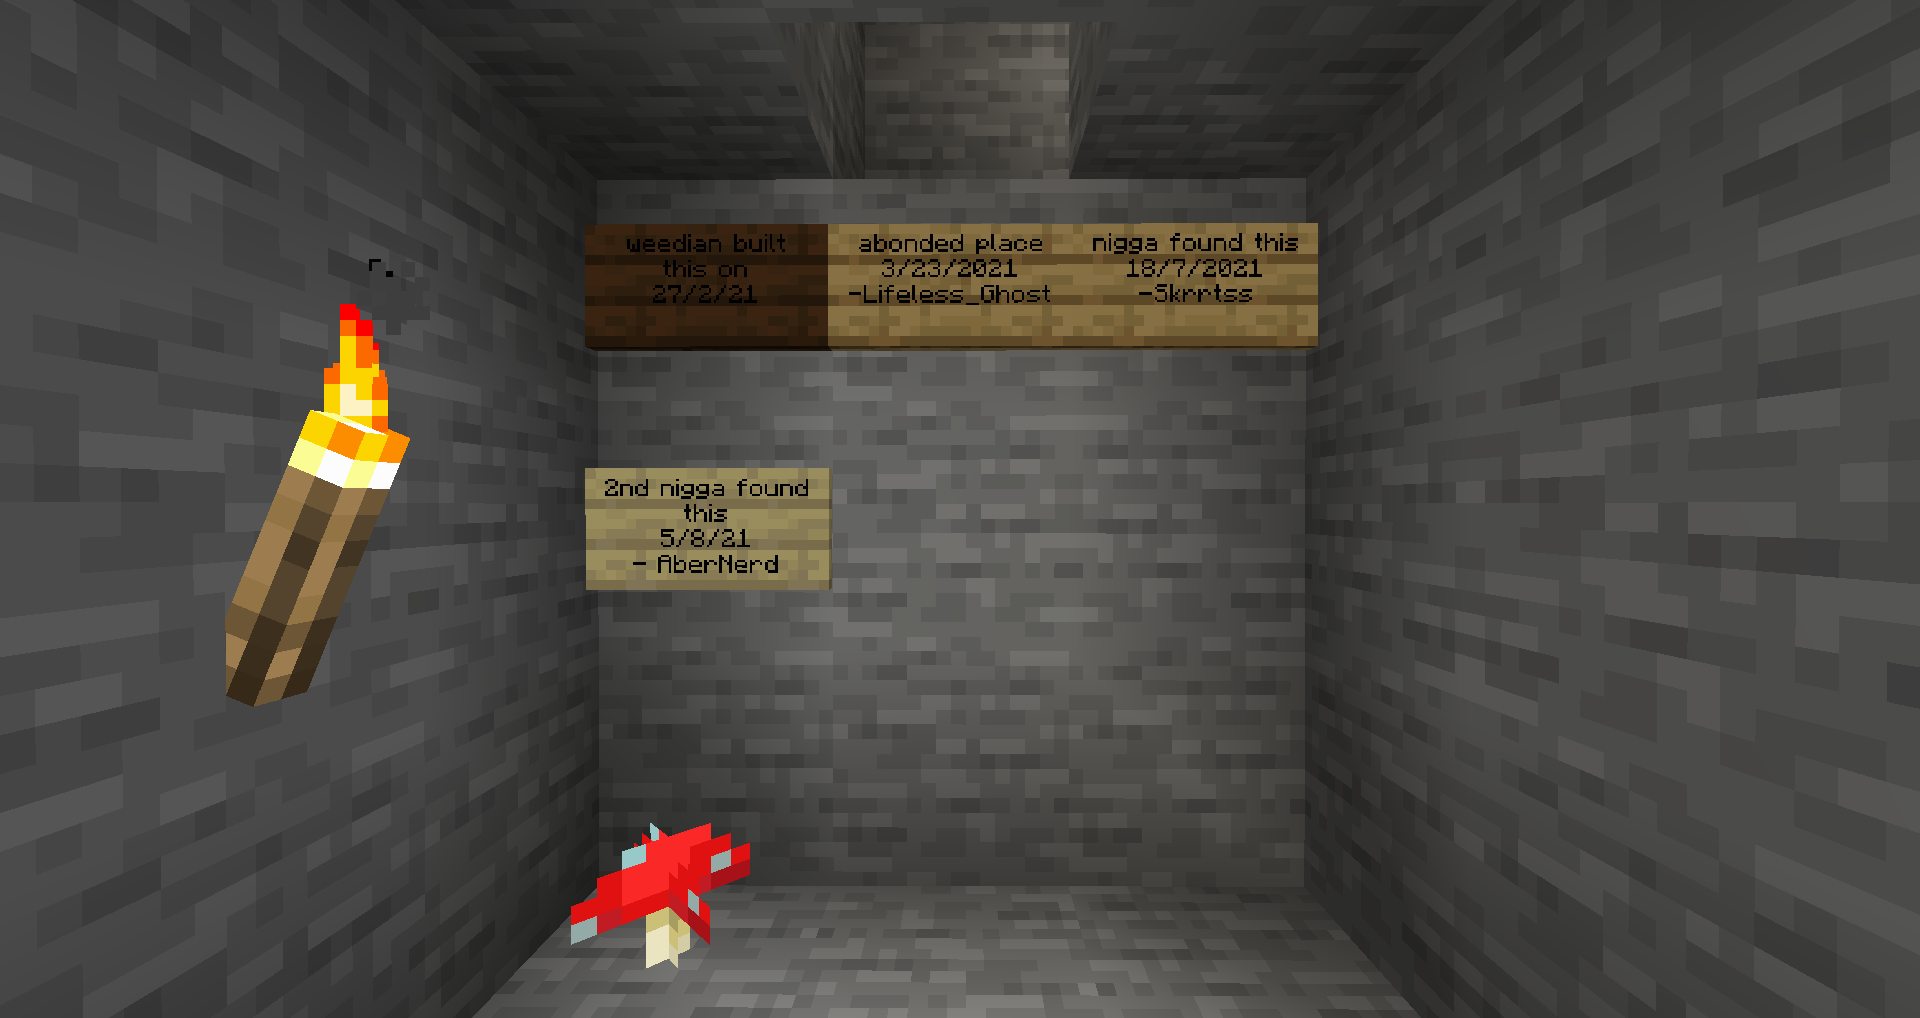 weedian built
this on
27/2/21
abonded place
3/23/2021
-Lifeless_Ghost
nigga found this
18/7/2021
-Skrrtss
2nd nigga found
this
5/8/21
- AberNerd